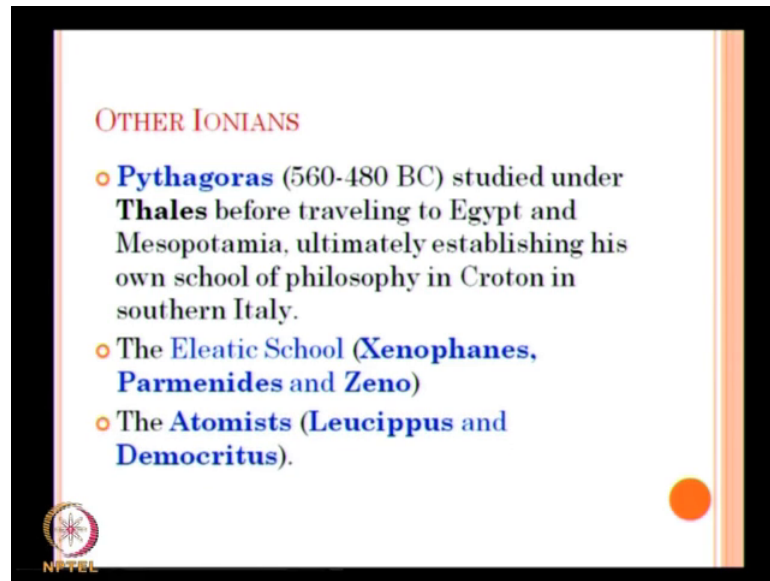 OTHER IONIANS
Pythagoras (560-480 BC) studied under
Thales before traveling to Egypt and
Mesopotamia, ultimately establishing his
own school of philosophy in Croton in
southern Italy.
The Eleatic School (Xenophanes,
Parmenides and Zeno)
The Atomists (Leucippus and
Democritus).
NPTEL